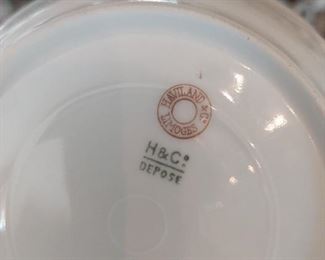 HAVILAND & Co
LIMOGES
H & Co
DEPOSE